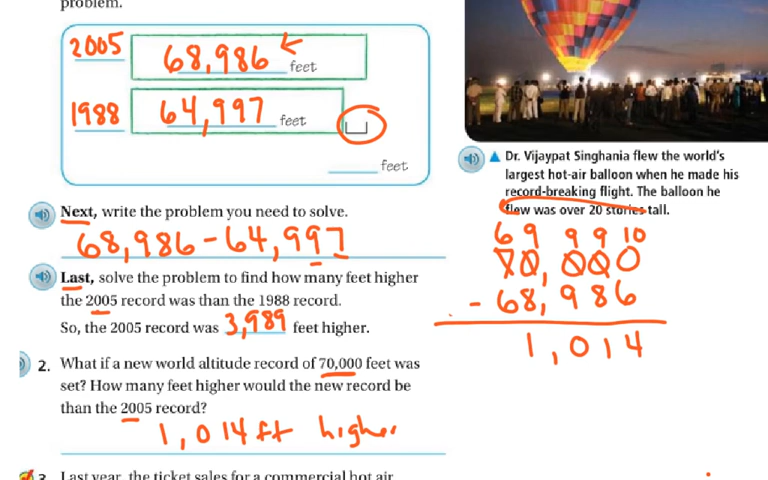 problem.
2005 68,986 feet
1988 64,997 feet
feet
Next, write the problem you need to solve.
68,986 - 64,997
Last, solve the problem to find how many feet higher
the 2005 record was than the 1988 record.
So, the 2005 record was 3,989 feet higher.
2. What if a new world altitude record of 70,000 feet was
set? How many feet higher would the new record be
than the 2005 record?
1,014 ft higher
Last year, the ticket sales for a commercial hot air
▲ Dr. Vijaypat Singhania flew the world's
largest hot-air balloon when he made his
record-breaking flight. The balloon he
flew was over 20 stories tall.
6 9 9 9 10
70,000
- 68,986
1,014